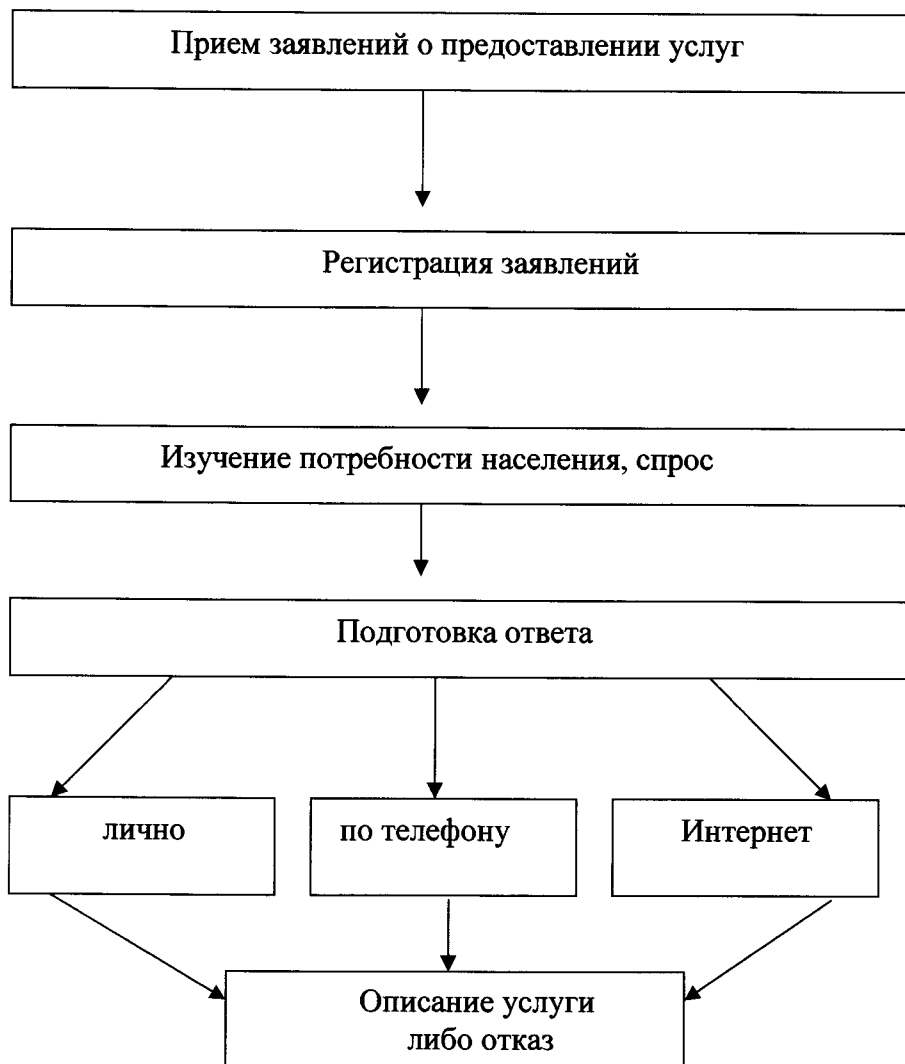 Прием заявлений о предоставлении услуг
Регистрация заявлений
Изучение потребности населения, спрос
Подготовка ответа
лично
по телефону
Интернет
Описание услуги
либо отказ